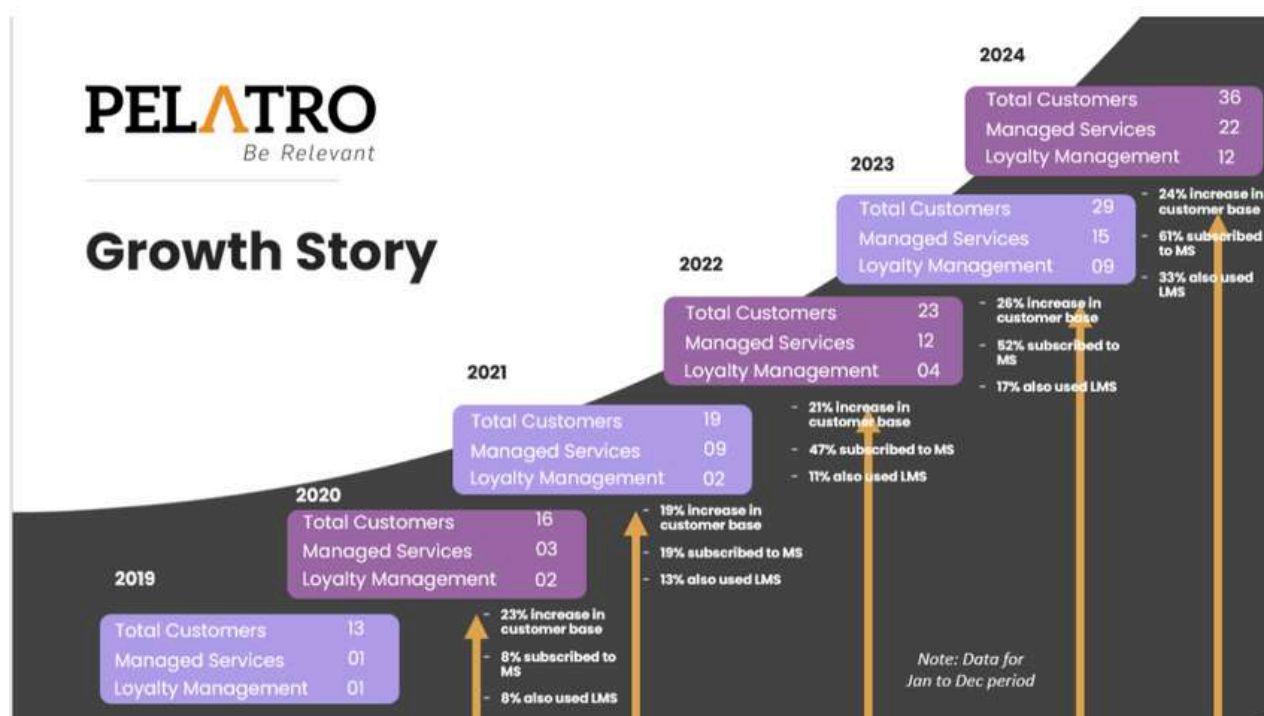 PELATRO
Be Relevant
Growth Story
2019
Total Customers 13
Managed Services 01
Loyalty Management 01
2020
Total Customers 16
Managed Services 03
Loyalty Management 02
- 23% increase in
customer base
- 8% subscribed to
MS
- 8% also used LMS
2021
Total Customers 19
Managed Services 09
Loyalty Management 02
- 19% increase in
customer base
- 19% subscribed to MS
- 13% also used LMS
2022
Total Customers 23
Managed Services 12
Loyalty Management 04
- 21% increase in
customer base
- 47% subscribed to MS
- 11% also used LMS
2023
Total Customers 29
Managed Services 15
Loyalty Management 09
- 26% increase in
customer base
- 52% subscribed to
MS
- 17% also used LMS
2024
Total Customers 36
Managed Services 22
Loyalty Management 12
- 24% increase in
customer base
- 61% subscribed
to MS
- 33% also used
LMS
Note: Data for
Jan to Dec period